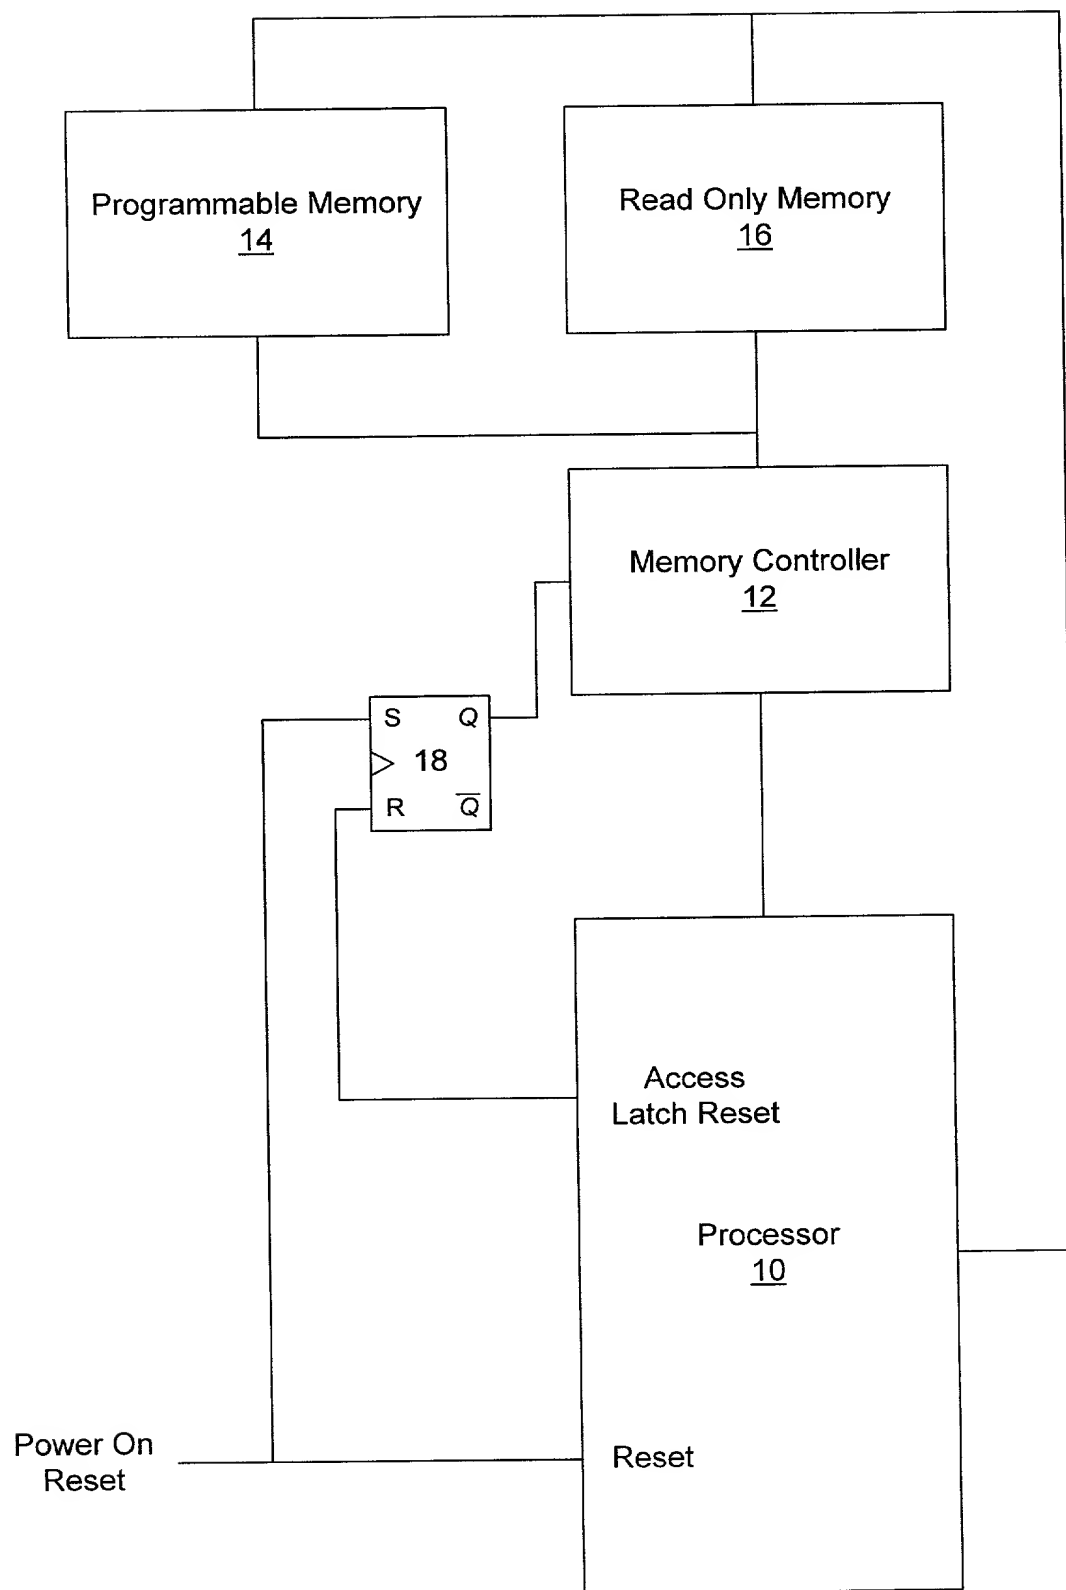 Programmable Memory
14
Read Only Memory
16
Memory Controller
12
S Q
18
R Q̅
Access
Latch Reset
Processor
10
Power On
Reset
Reset